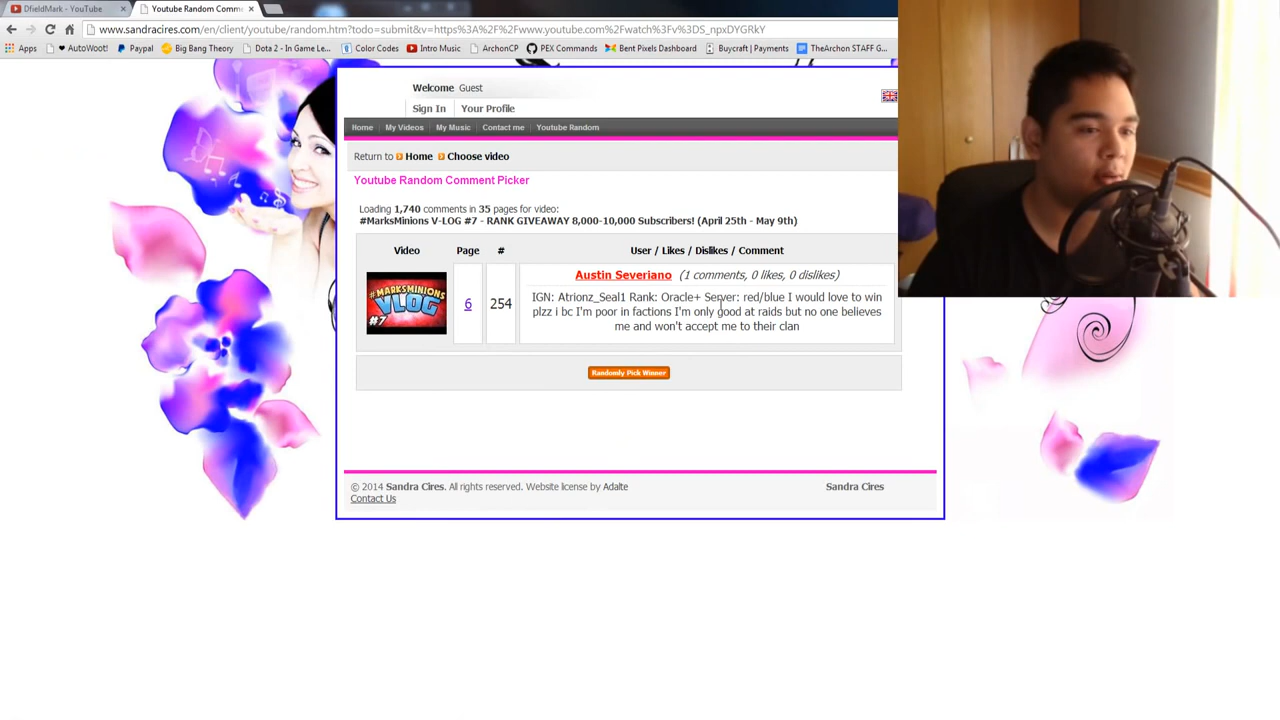 DfieldMark - YouTube
Youtube Random Comm
www.sandracires.com/en/client/youtube/random.htm?todo=submit&v=https%3A%2F%2Fwww.youtube.com%2Fwatch%3Fv%3DS_npxDYGRkY
Apps AutoWoot! Paypal Big Bang Theory Dota 2 - In Game Le... Color Codes Intro Music ArchonCP PEX Commands Bent Pixels Dashboard Buycraft | Payments TheArchon STAFF G...
Welcome Guest
Sign In Your Profile
Home My Videos My Music Contact me Youtube Random
Return to Home Choose video
Youtube Random Comment Picker
Loading 1,740 comments in 35 pages for video:
#MarksMinions V-LOG #7 - RANK GIVEAWAY 8,000-10,000 Subscribers! (April 25th - May 9th)
Video Page # User / Likes / Dislikes / Comment
Austin Severiano (1 comments, 0 likes, 0 dislikes)
#MARKSMINIONS
VLOG
#7
6 254
IGN: Atrionz_Seal1 Rank: Oracle+ Server: red/blue I would love to win
plzz i bc I'm poor in factions I'm only good at raids but no one believes
me and won't accept me to their clan
Randomly Pick Winner
© 2014 Sandra Cires. All rights reserved. Website license by Adalte
Sandra Cires
Contact Us